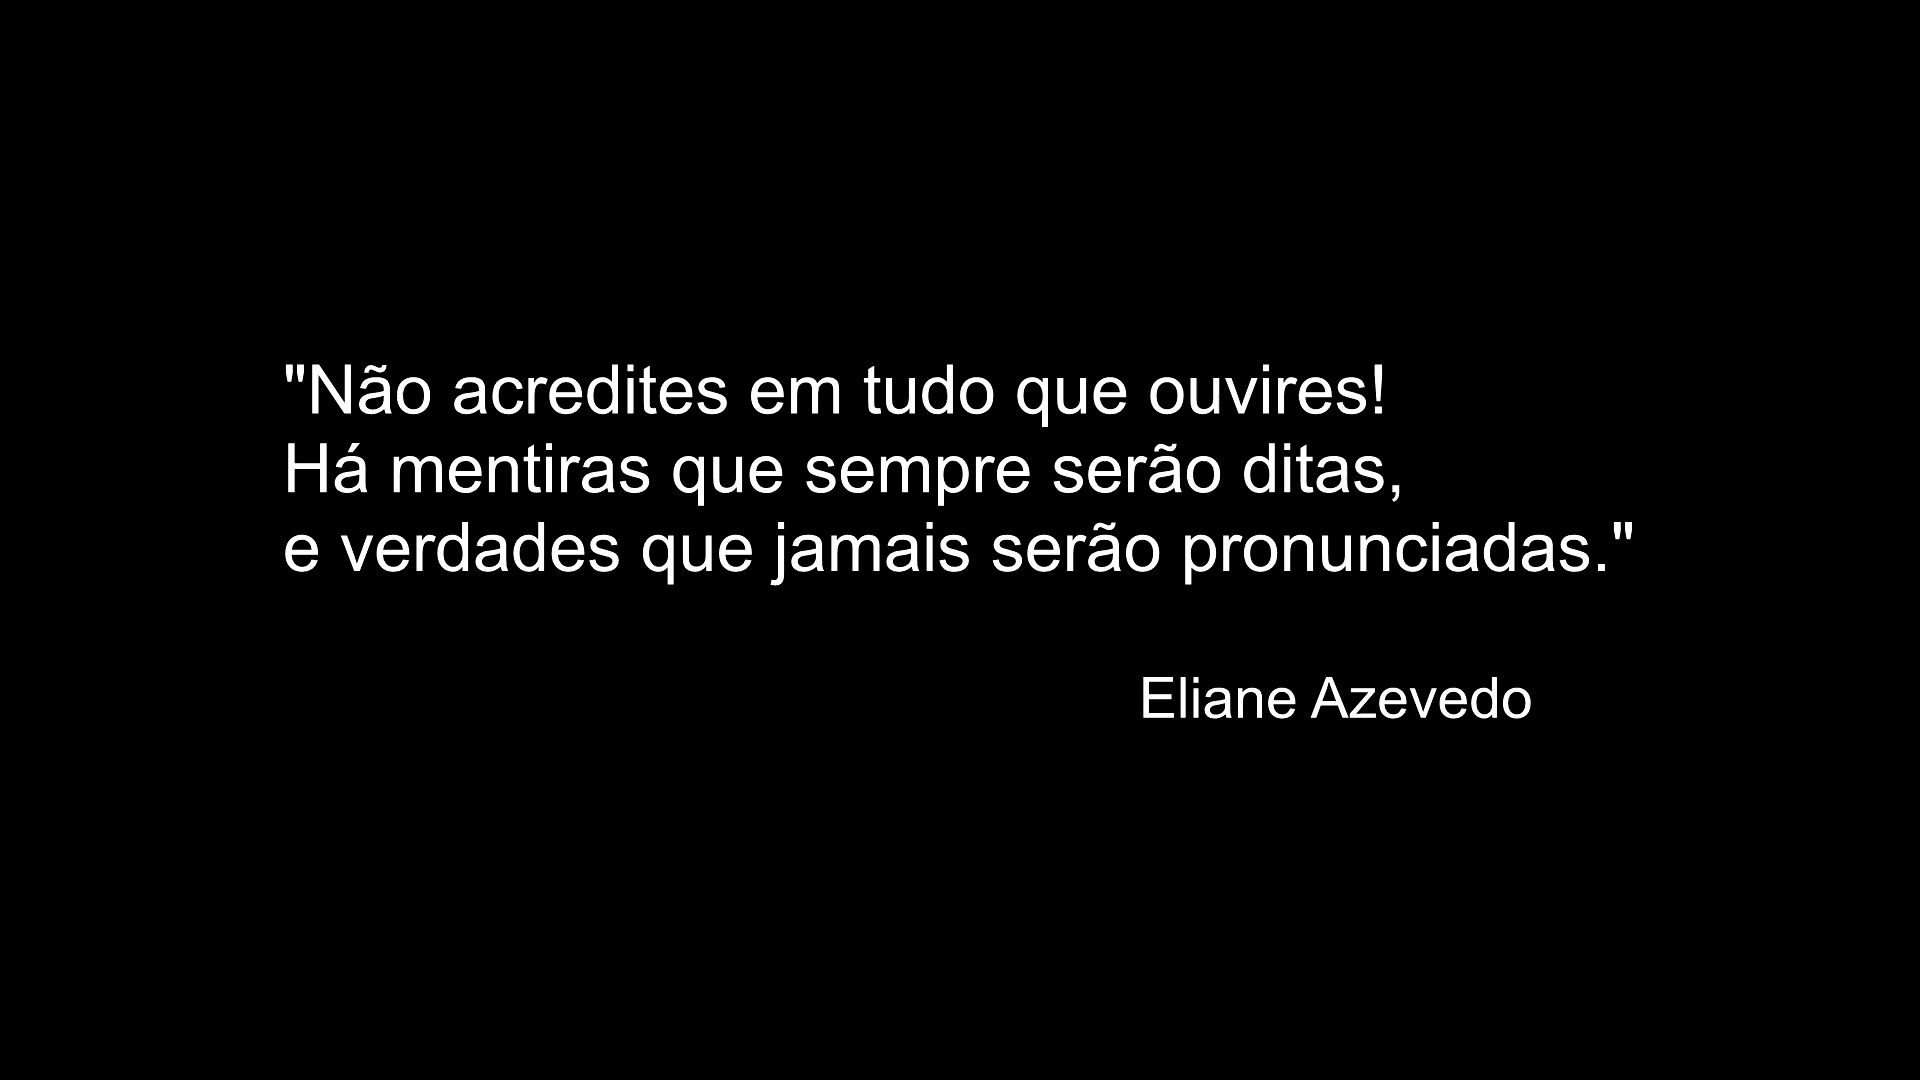 "Não acredites em tudo que ouvires!
Há mentiras que sempre serão ditas,
e verdades que jamais serão pronunciadas."
Eliane Azevedo